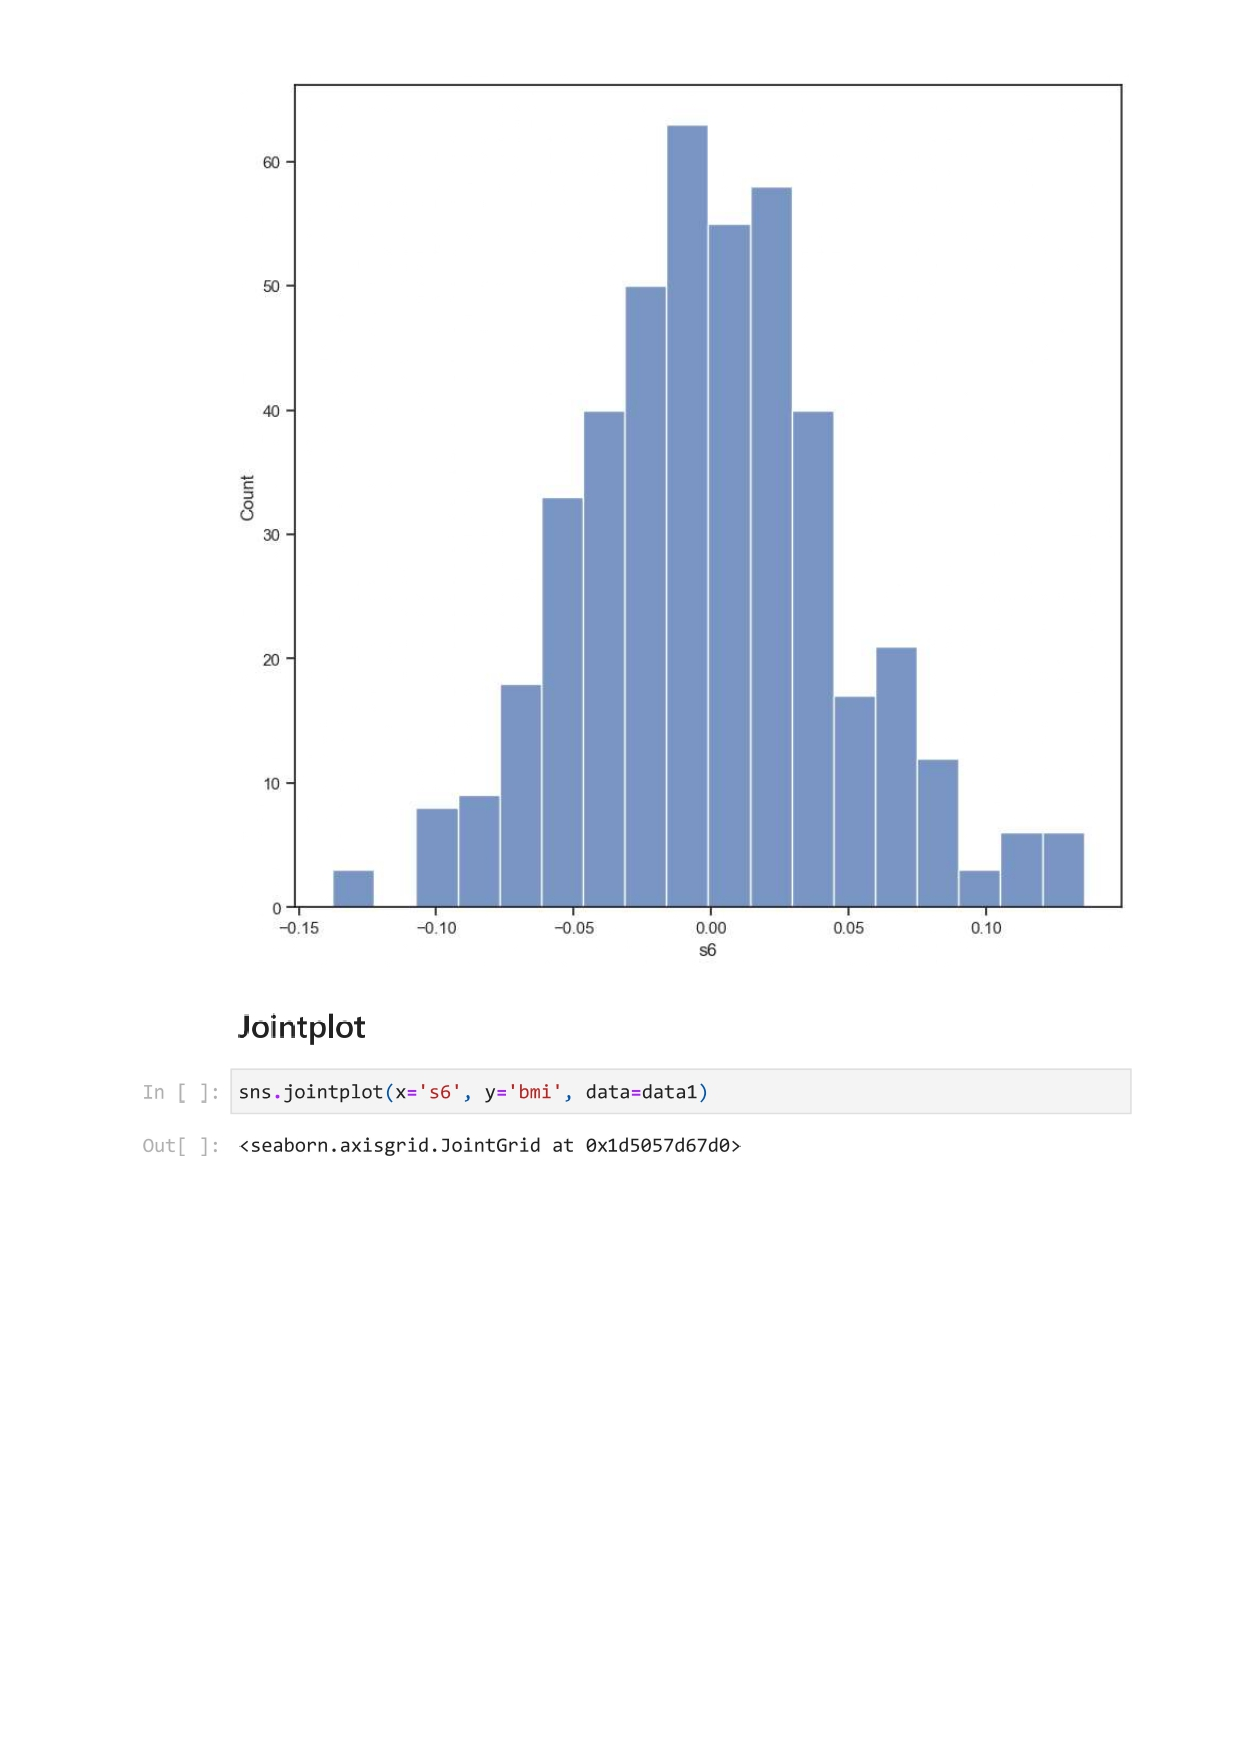 60
50
40
Count
30
20
10
0
−0.15 −0.10 −0.05 0.00 0.05 0.10
s6
Jointplot
In [ ]: sns.jointplot(x='s6', y='bmi', data=data1)
Out[ ]: <seaborn.axisgrid.JointGrid at 0x1d5057d67d0>